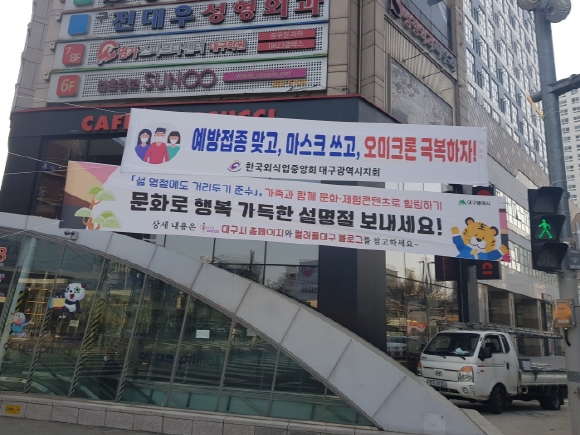 전대우성형외과
8F
6F
SUNOO
www.novopia.net
CAFFE
예방접종 맞고, 마스크 쓰고, 오미크론 극복하자!
한국외식업중앙회 대구광역시지회
「설 명절에도 거리두기 준수」, 가족과 함께 문화·체험콘텐츠로 힐링하기
대구광역시
문화로 행복 가득한 설명절 보내세요!
상세 내용은 대구시 홈페이지와 컬러풀대구 블로그를 참고하세요~